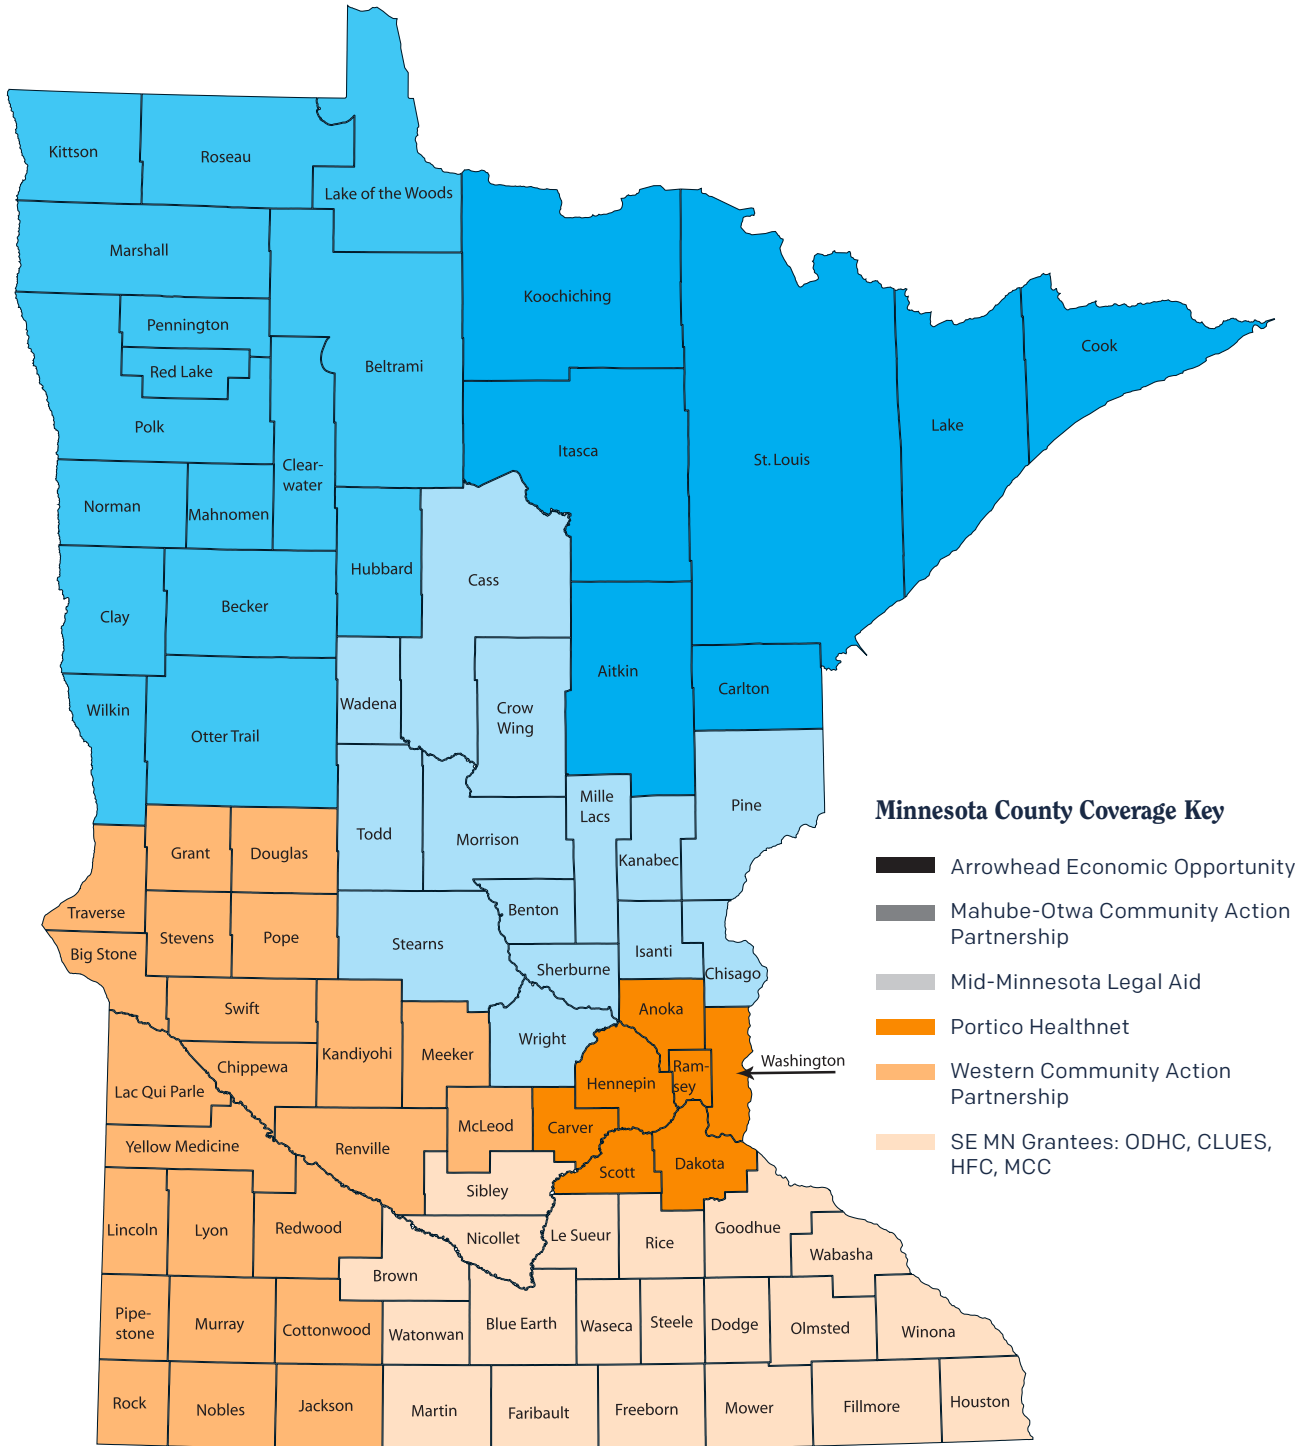 Kittson
Roseau
Lake of the Woods
Marshall
Koochiching
Pennington
Cook
Beltrami
Red Lake
Polk
Lake
Itasca
St. Louis
Clear-
water
Norman
Mahnomen
Hubbard
Cass
Becker
Clay
Aitkin
Carlton
Wadena
Wilkin
Crow
Wing
Otter Trail
Mille
Lacs
Pine
Todd
Morrison
Grant
Douglas
Kanabec
Traverse
Benton
Stevens
Pope
Stearns
Isanti
Big Stone
Sherburne
Chisago
Swift
Anoka
Wright
Kandiyohi
Meeker
Chippewa
Ram-
sey
Washington
Hennepin
Lac Qui Parle
McLeod
Carver
Yellow Medicine
Renville
Dakota
Scott
Sibley
Lincoln
Lyon
Redwood
Nicollet
Le Sueur
Rice
Goodhue
Wabasha
Brown
Pipe-
stone
Murray
Cottonwood
Watonwan
Blue Earth
Waseca
Steele
Dodge
Olmsted
Winona
Rock
Nobles
Jackson
Martin
Faribault
Freeborn
Mower
Fillmore
Houston
Minnesota County Coverage Key
Arrowhead Economic Opportunity
Mahube-Otwa Community Action
Partnership
Mid-Minnesota Legal Aid
Portico Healthnet
Western Community Action
Partnership
SE MN Grantees: ODHC, CLUES,
HFC, MCC